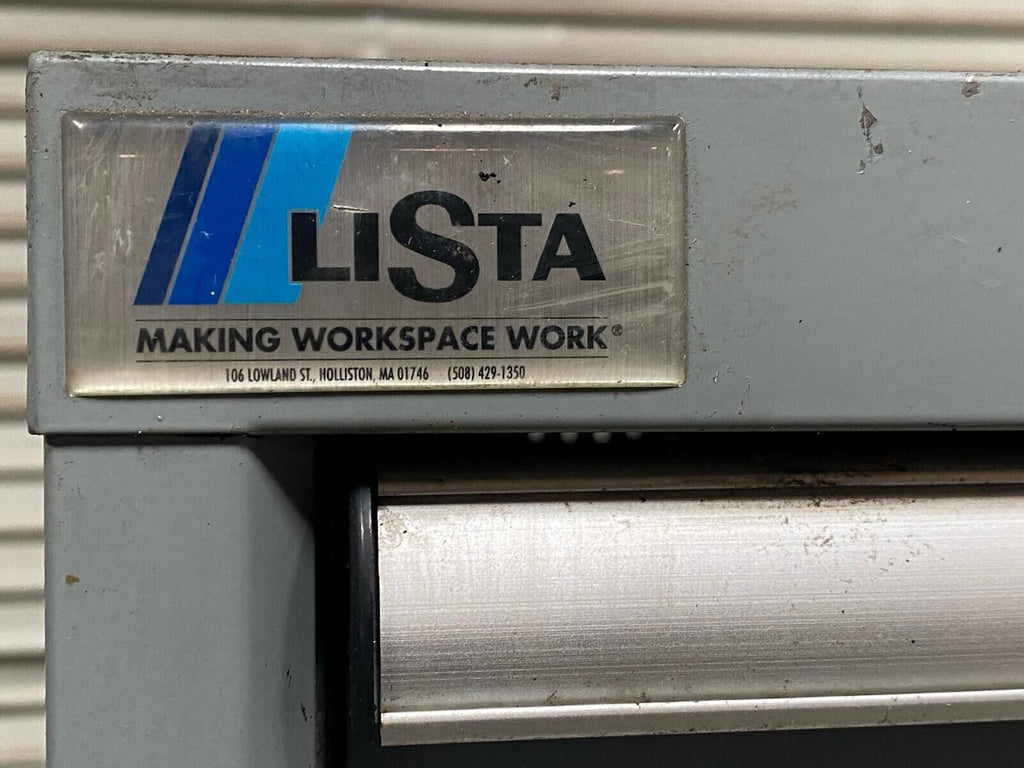 LISTA
MAKING WORKSPACE WORK®
106 LOWLAND ST., HOLLISTON, MA 01746 (508) 429-1350